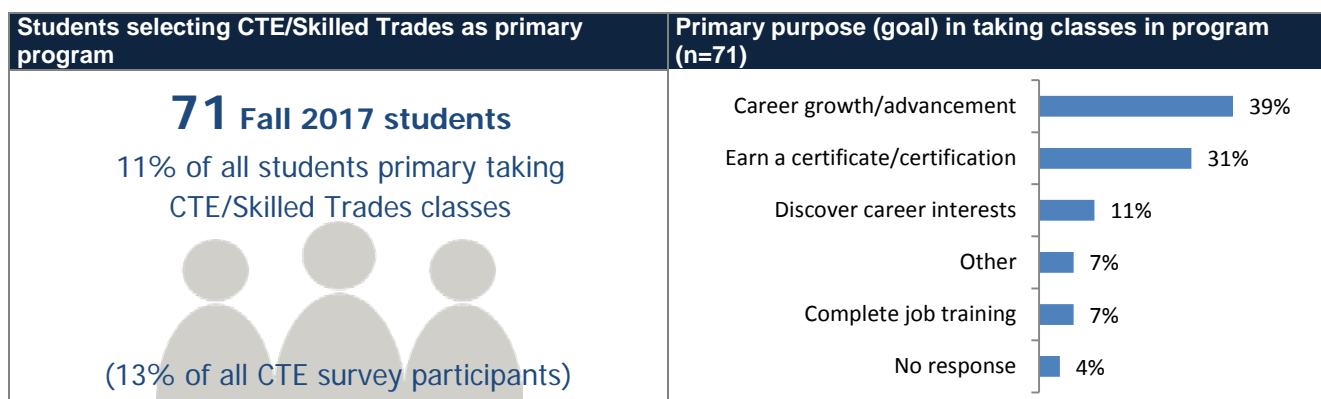 Students selecting CTE/Skilled Trades as primary
program
71 Fall 2017 students
11% of all students primary taking
CTE/Skilled Trades classes
(13% of all CTE survey participants)
Primary purpose (goal) in taking classes in program
(n=71)
Career growth/advancement 39%
Earn a certificate/certification 31%
Discover career interests 11%
Other 7%
Complete job training 7%
No response 4%